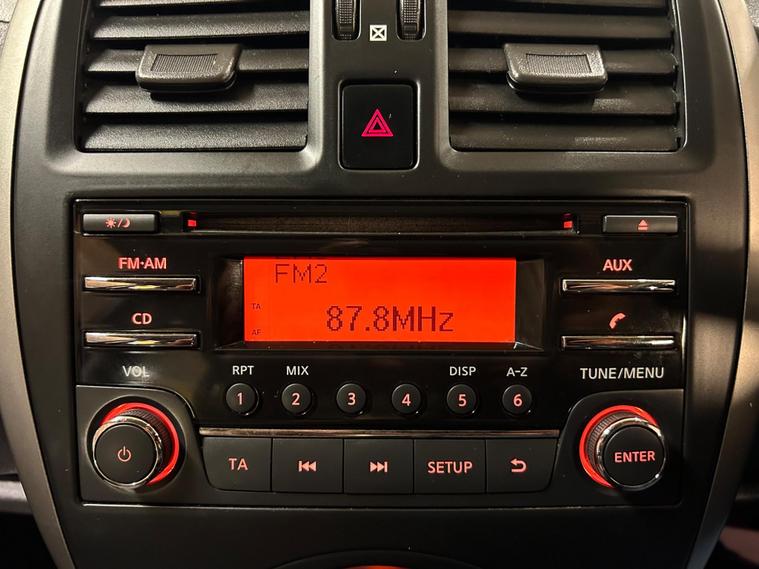 FM•AM
CD
VOL
FM2
TA
87.8MHz
AF
AUX
TUNE/MENU
RPT MIX DISP A-Z
1 2 3 4 5 6
TA SETUP
ENTER